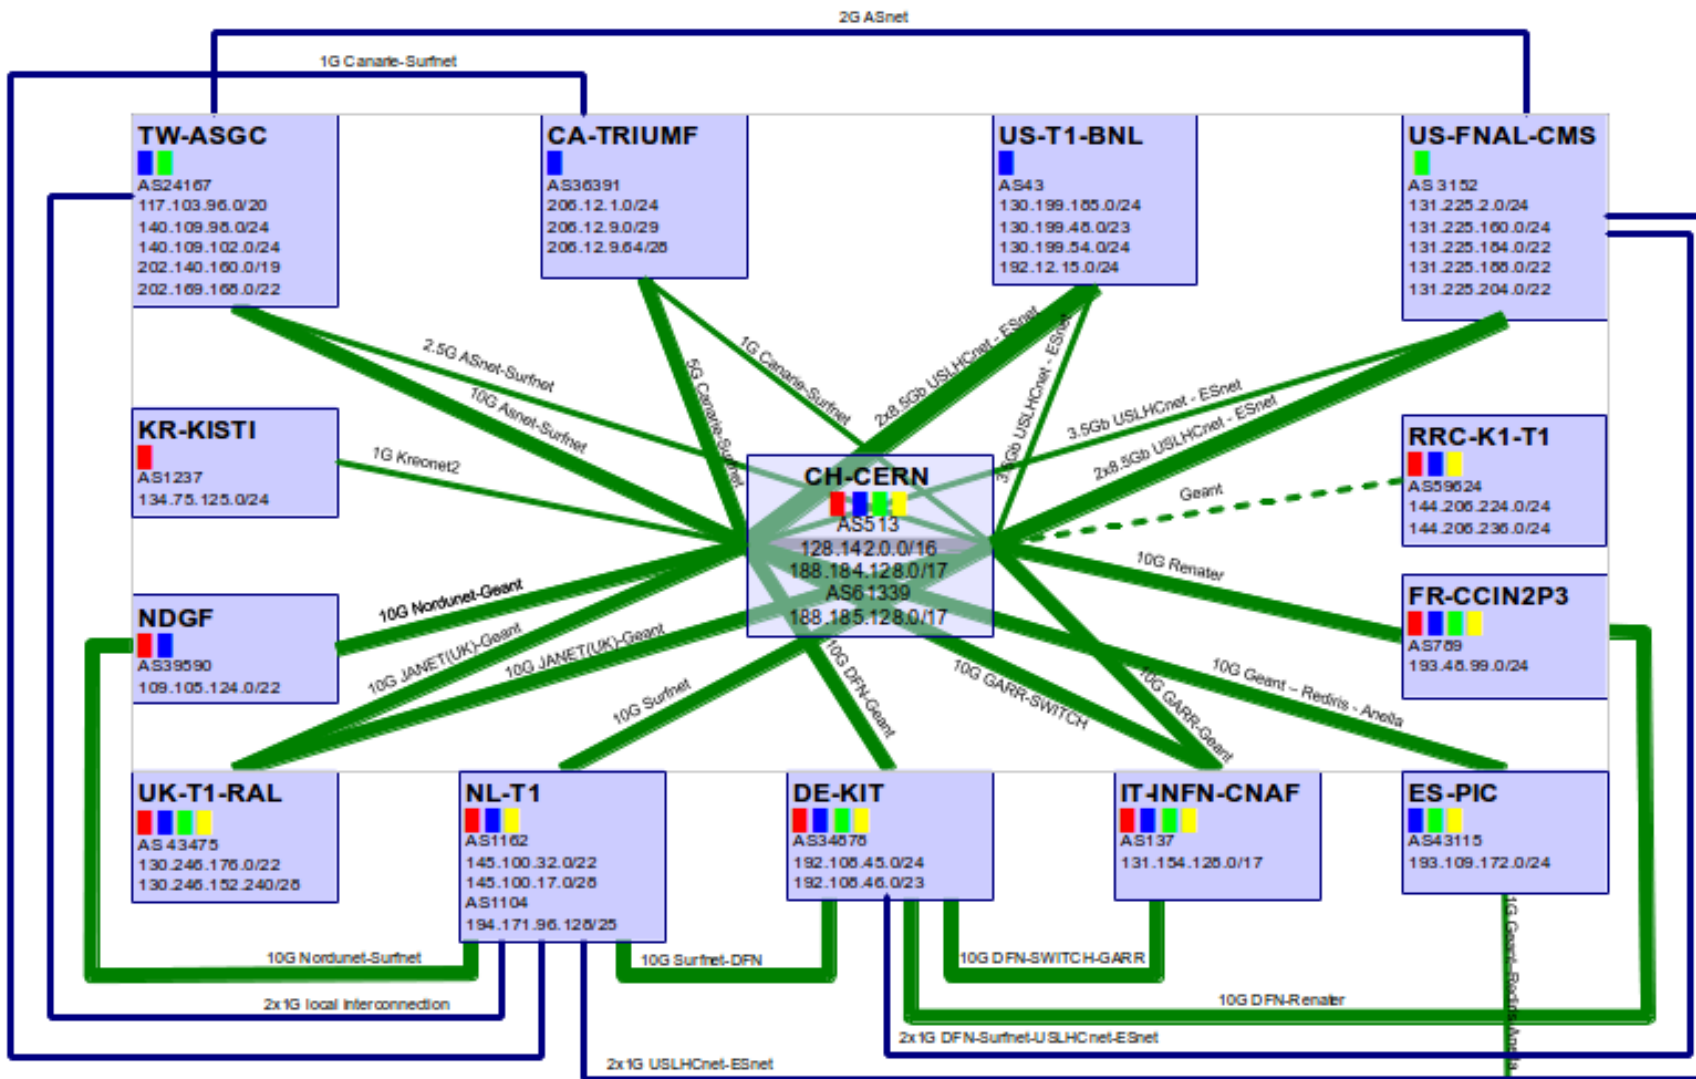 2G ASnet
1G Canarie-Surfnet
TW-ASGC
AS24167
117.103.96.0/20
140.109.98.0/24
140.109.102.0/24
202.140.160.0/19
202.169.168.0/22
CA-TRIUMF
AS36391
206.12.1.0/24
206.12.9.0/29
206.12.9.64/28
US-T1-BNL
AS43
130.199.185.0/24
130.199.48.0/23
130.199.54.0/24
192.12.15.0/24
US-FNAL-CMS
AS 3152
131.225.2.0/24
131.225.160.0/24
131.225.184.0/22
131.225.188.0/22
131.225.204.0/22
2.5G ASnet-Surfnet
10G Asnet-Surfnet
5G Canarie-Surfnet
1G Canarie-Surfnet
2x8.5Gb USLHCnet - ESnet
3.5Gb USLHCnet - ESnet
3.5Gb USLHCnet - ESnet
2x8.5Gb USLHCnet - ESnet
KR-KISTI
AS1237
134.75.125.0/24
1G Kreonet2
CH-CERN
AS513
128.142.0.0/16
188.184.128.0/17
AS61339
188.185.128.0/17
Geant
RRC-K1-T1
AS59624
144.206.224.0/24
144.206.236.0/24
10G Renater
NDGF
AS39590
109.105.124.0/22
10G Nordunet-Geant
10G JANET(UK)-Geant
10G JANET(UK)-Geant
10G Surfnet
10G DFN-Geant
10G GARR-SWITCH
10G GARR-Geant
10G Geant – Rediris - Anella
FR-CCIN2P3
AS789
193.48.99.0/24
UK-T1-RAL
AS 43475
130.246.176.0/22
130.246.152.240/28
NL-T1
AS1162
145.100.32.0/22
145.100.17.0/28
AS1104
194.171.96.128/25
DE-KIT
AS34878
192.108.45.0/24
192.108.46.0/23
IT-INFN-CNAF
AS137
131.154.128.0/17
ES-PIC
AS43115
193.109.172.0/24
1G Geant-Rediris-Anella
10G Nordunet-Surfnet
10G Surfnet-DFN
10G DFN-SWITCH-GARR
2x1G local interconnection
10G DFN-Renater
2x1G DFN-Surfnet-USLHCnet-ESnet
2x1G USLHCnet-ESnet